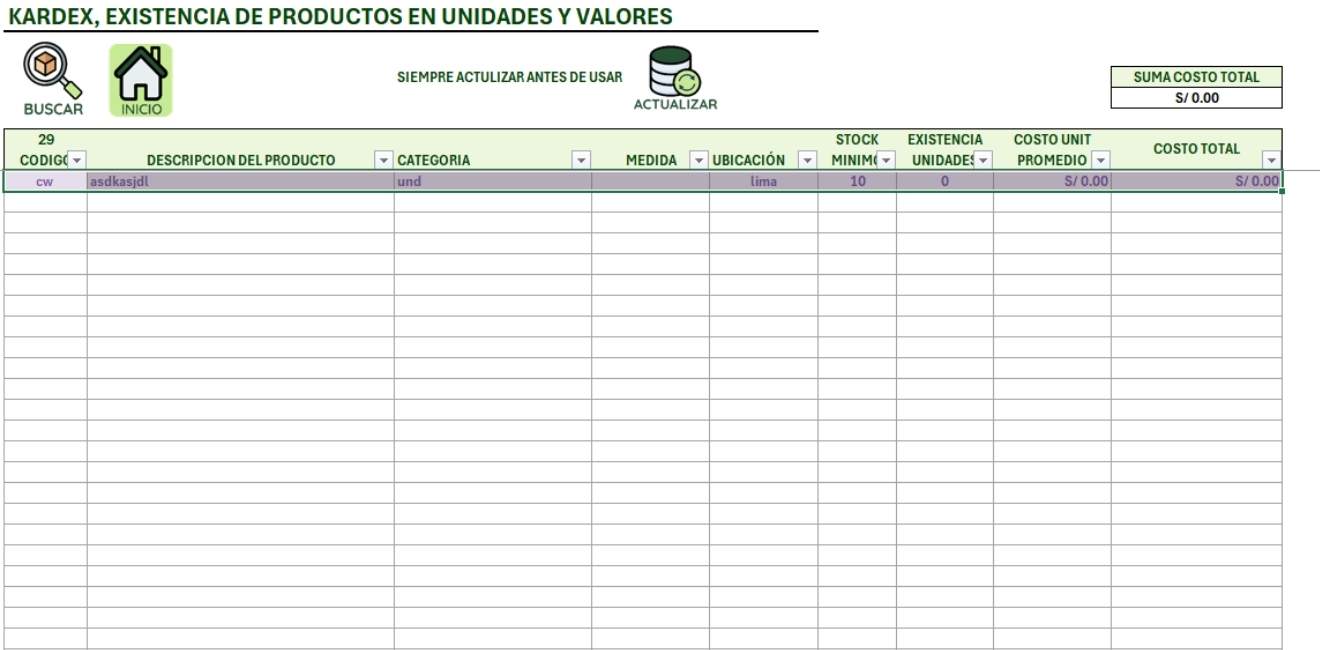 KARDEX, EXISTENCIA DE PRODUCTOS EN UNIDADES Y VALORES
BUSCAR
INICIO
SIEMPRE ACTULIZAR ANTES DE USAR
ACTUALIZAR
SUMA COSTO TOTAL
S/ 0.00
29 STOCK EXISTENCIA COSTO UNIT
CODIGO DESCRIPCION DEL PRODUCTO CATEGORIA MEDIDA UBICACIÓN MINIMO UNIDADES PROMEDIO COSTO TOTAL
cw asdkasjdl und lima 10 0 S/ 0.00 S/ 0.00